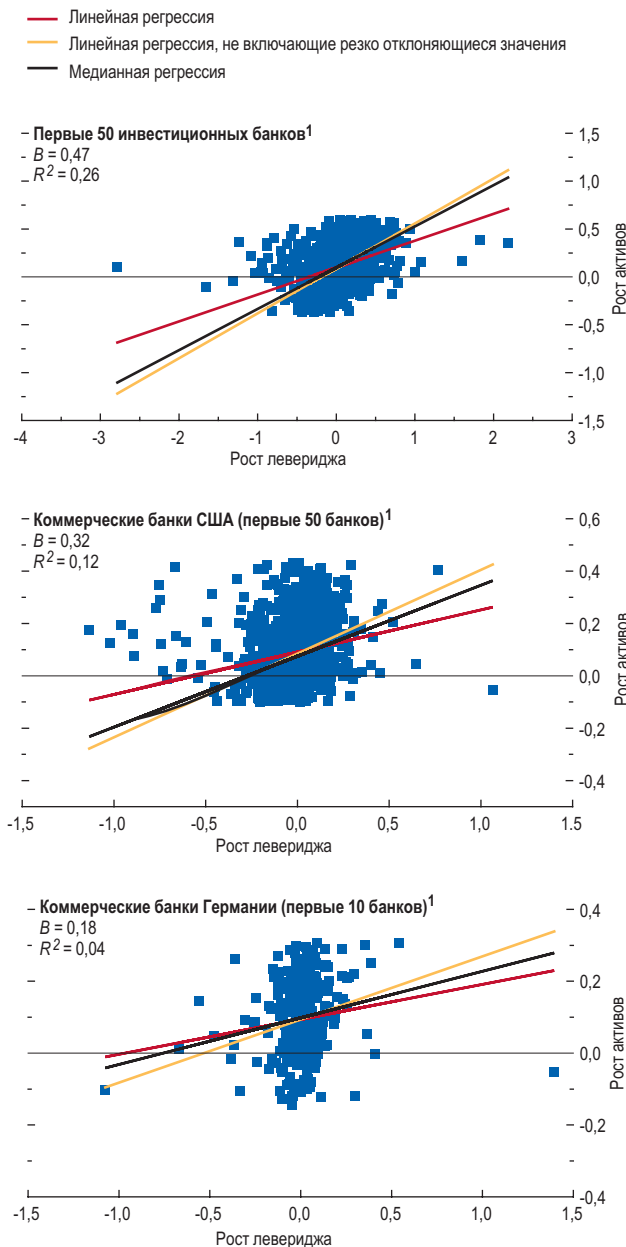 Линейная регрессия
Линейная регрессия, не включающие резко отклоняющиеся значения
Медианная регрессия
Первые 50 инвестиционных банков1
B = 0,47
R2 = 0,26
1,5
1,0
0,5
0,0
-0,5
-1,0
-1,5
Рост активов
-4 -3 -2 -1 0 1 2 3
Рост левериджа
Коммерческие банки США (первые 50 банков)1
B = 0,32
R2 = 0,12
0,6
0,4
0,2
0,0
-0,2
-0,4
Рост активов
-1,5 -1,0 -0,5 0,0 0,5 1,0 1.5
Рост левериджа
Коммерческие банки Германии (первые 10 банков)1
B = 0,18
R2 = 0,04
0,4
0,2
0,0
-0,2
-0,4
Рост активов
-1,5 -1,0 -0,5 0,0 0,5 1,0 1,5
Рост левериджа